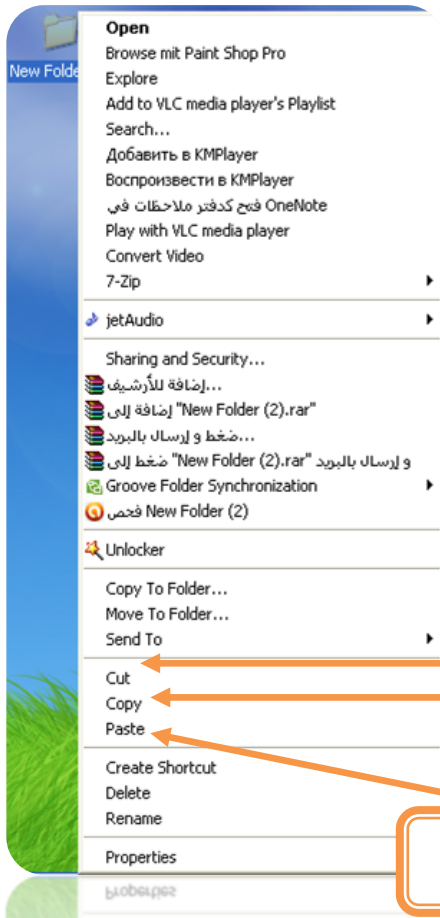 New Folde
Open
Browse mit Paint Shop Pro
Explore
Add to VLC media player's Playlist
Search...
Добавить в KMPlayer
Воспроизвести в KMPlayer
فتح كدفتر ملاحظات في OneNote
Play with VLC media player
Convert Video
7-Zip
jetAudio
Sharing and Security...
إضافة للأرشيف...
إضافة إلى "New Folder (2).rar"
ضغط و إرسال بالبريد...
ضغط إلى "New Folder (2).rar" و إرسال بالبريد
Groove Folder Synchronization
فحص New Folder (2)
Unlocker
Copy To Folder...
Move To Folder...
Send To
Cut
Copy
Paste
Create Shortcut
Delete
Rename
Properties